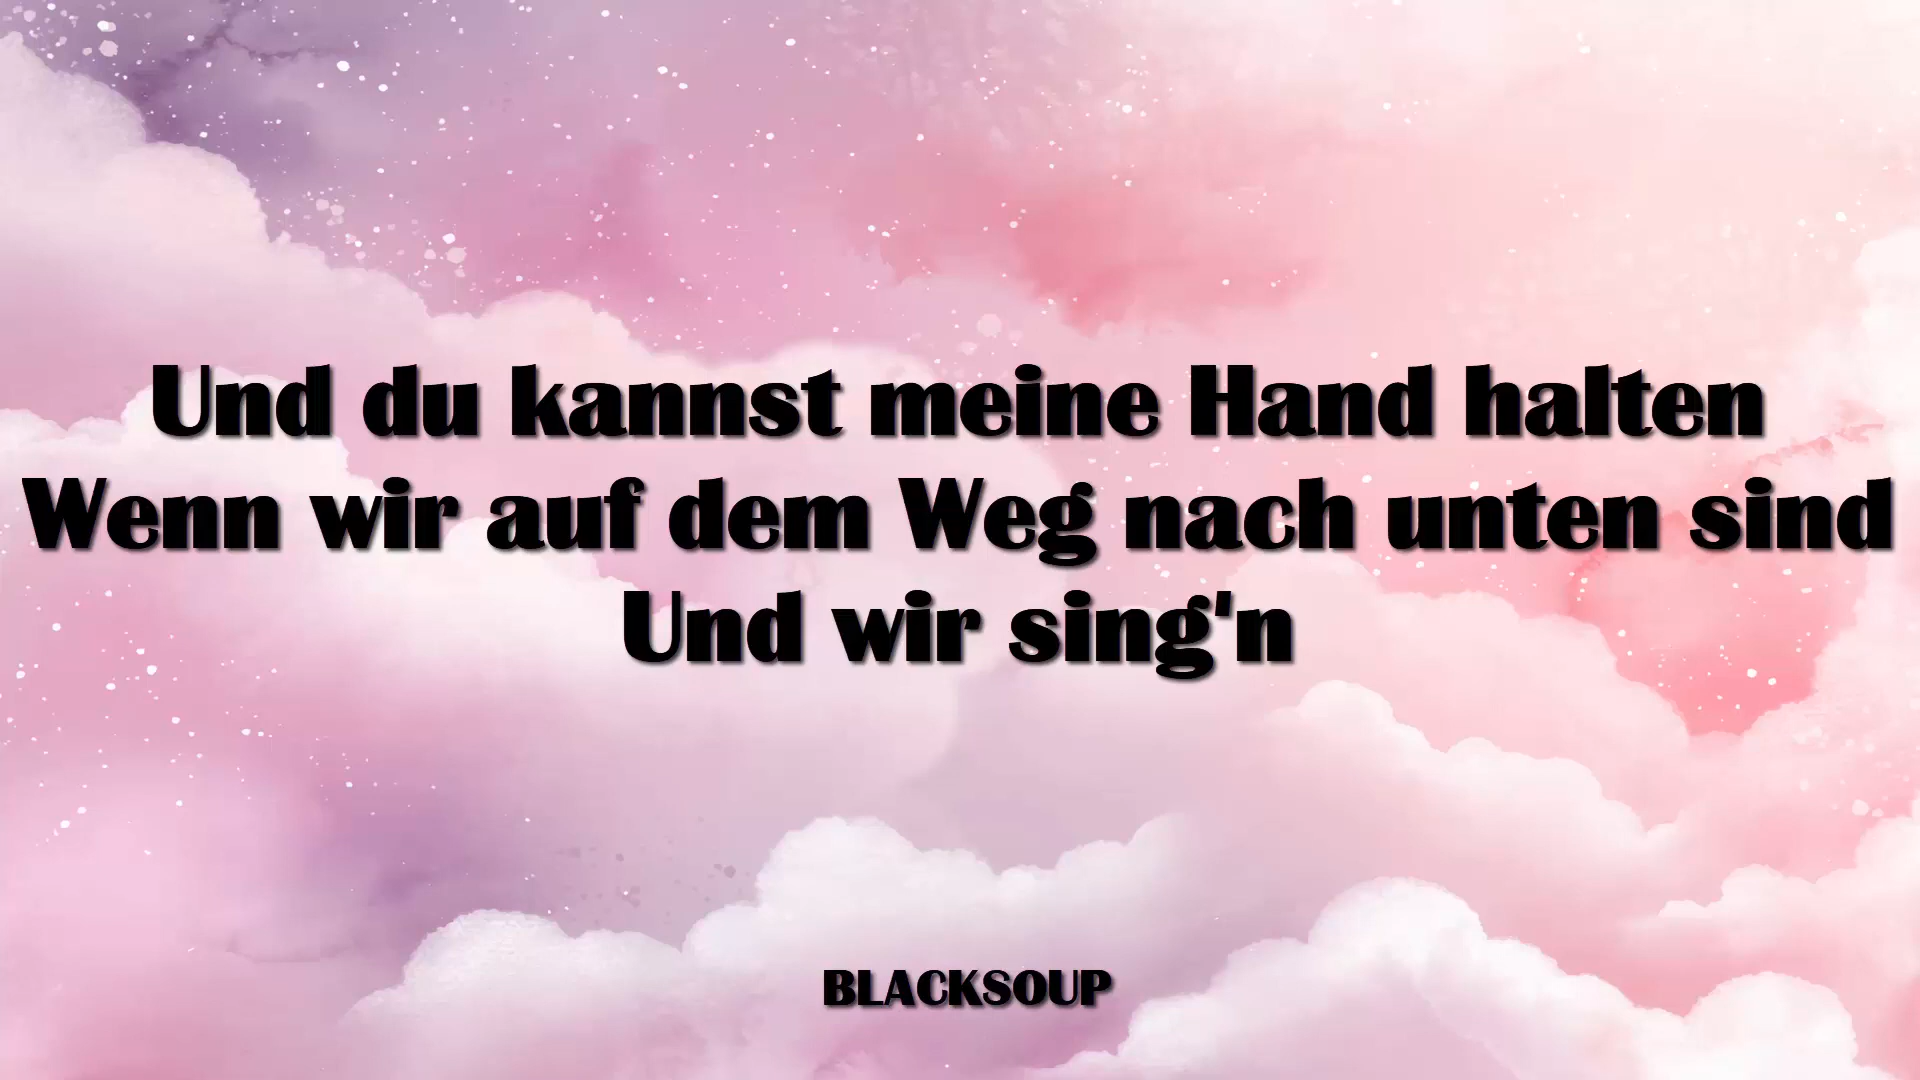 Und du kannst meine Hand halten
Wenn wir auf dem Weg nach unten sind
Und wir sing'n
BLACKSOUP